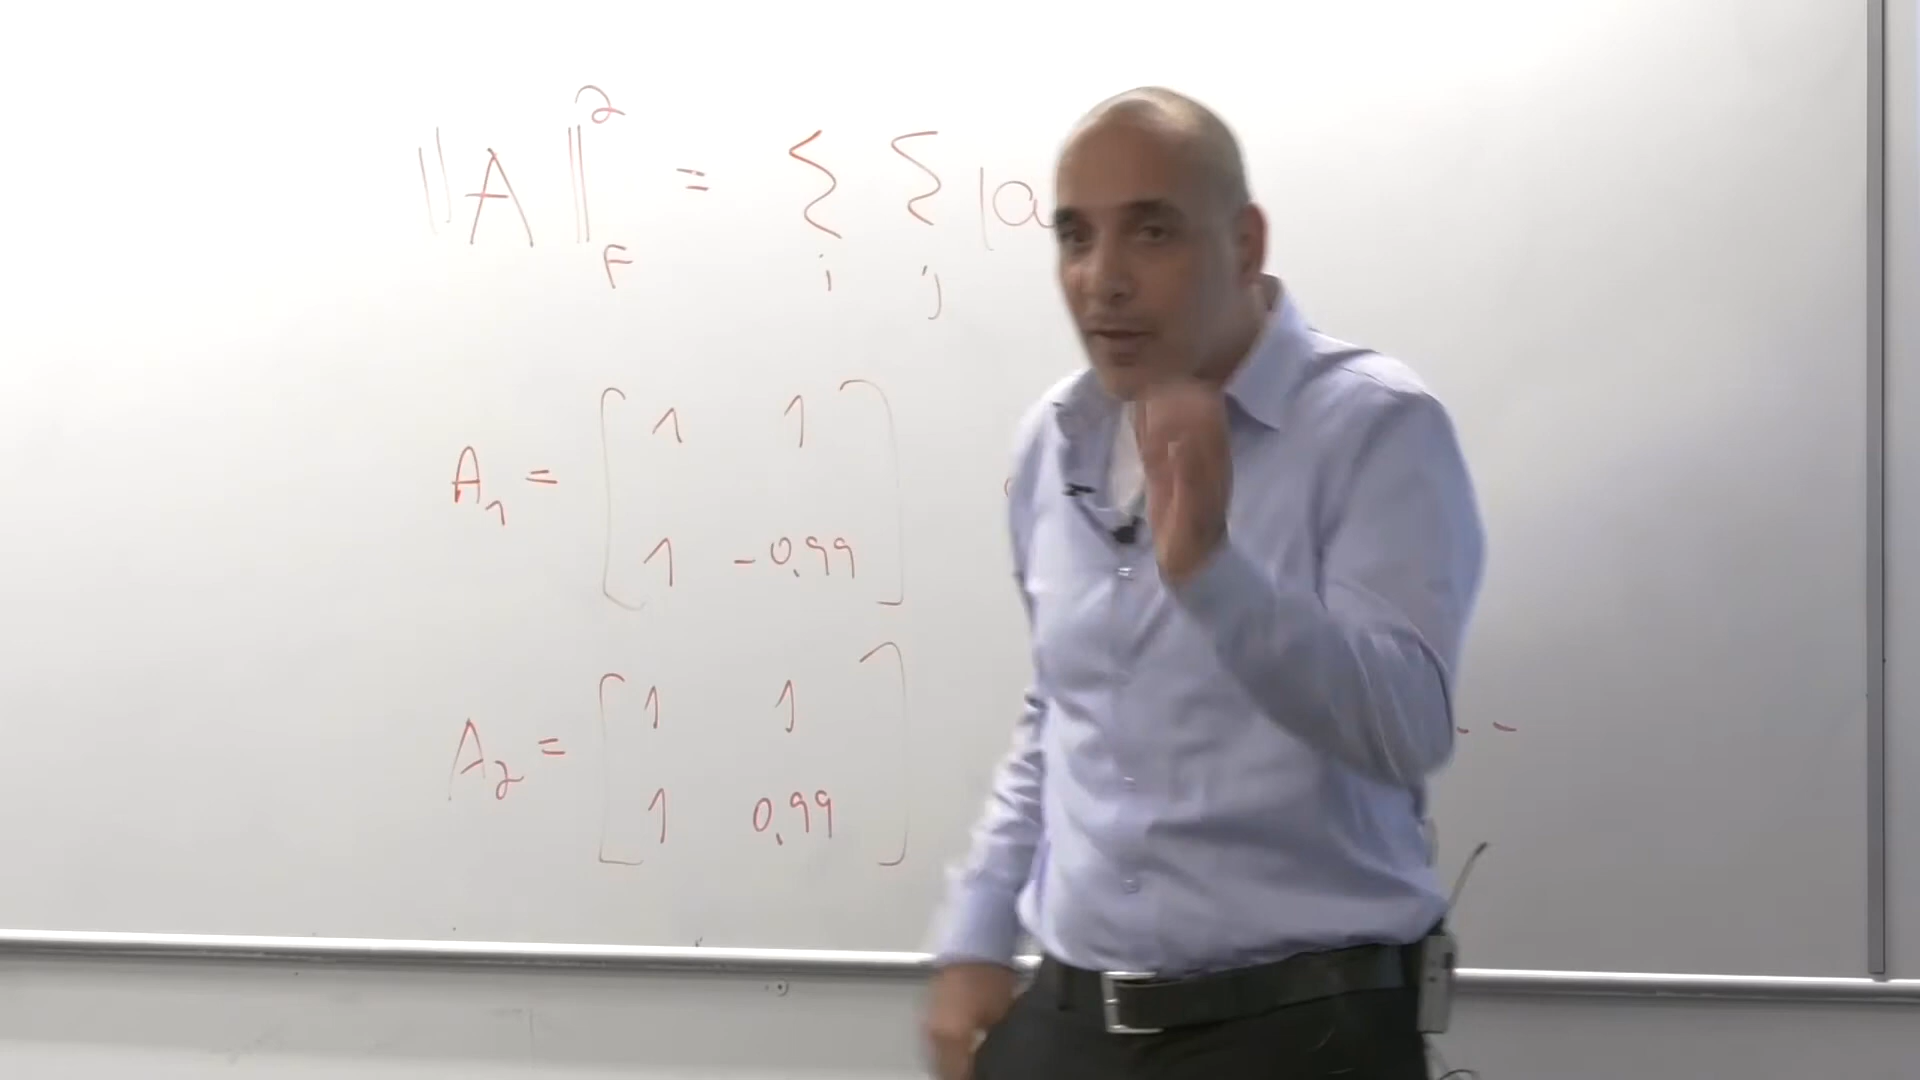 ‖A‖²_F = Σ_i Σ_j |a
A₁ = [ 1 1
1 -0.99 ]
A₂ = [ 1 1
1 0.99 ]